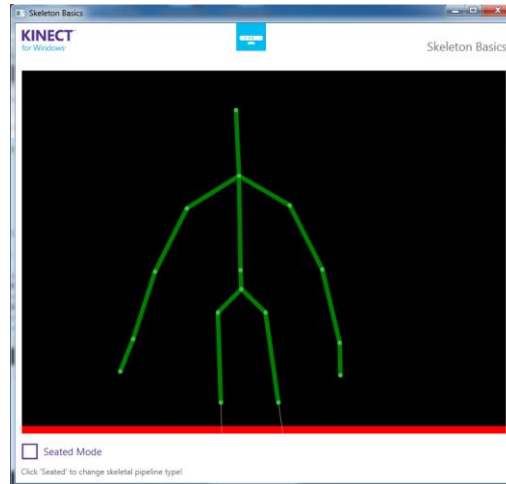 Skeleton Basics
KINECT
for Windows
Skeleton Basics
Seated Mode
Click 'Seated' to change skeletal pipeline type!